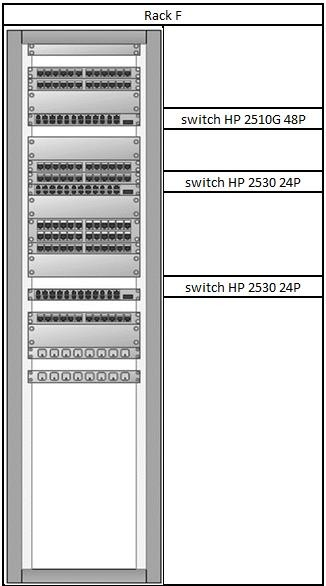 Rack F
switch HP 2510G 48P
switch HP 2530 24P
switch HP 2530 24P